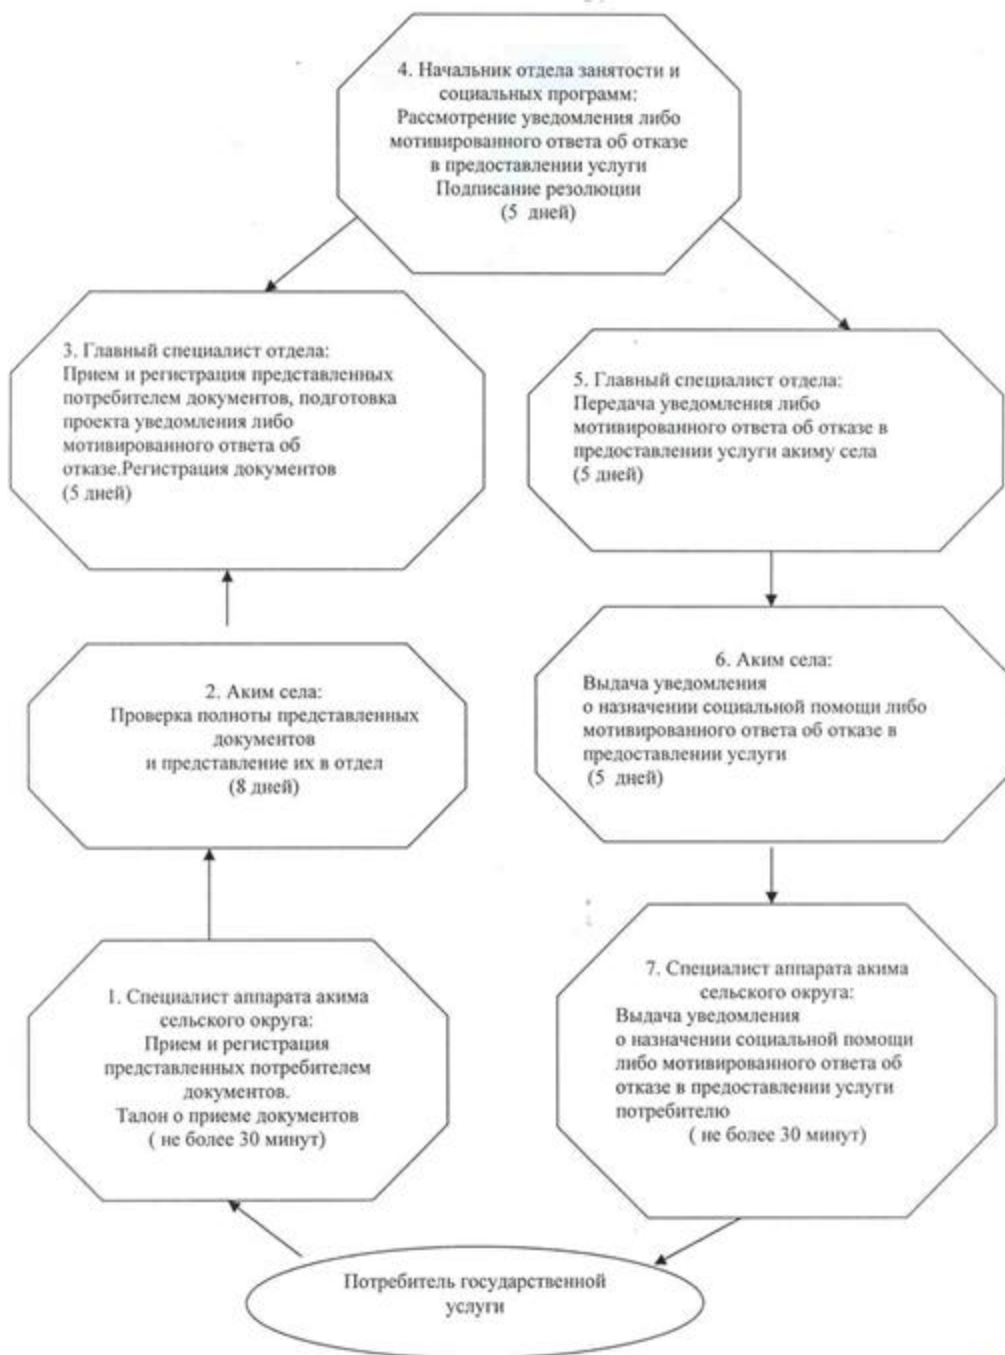 4. Начальник отдела занятости и
социальных программ:
Рассмотрение уведомления либо
мотивированного ответа об отказе
в предоставлении услуги
Подписание резолюции
(5 дней)
3. Главный специалист отдела:
Прием и регистрация представленных
потребителем документов, подготовка
проекта уведомления либо
мотивированного ответа об
отказе.Регистрация документов
(5 дней)
5. Главный специалист отдела:
Передача уведомления либо
мотивированного ответа об отказе в
предоставлении услуги акиму села
(5 дней)
2. Аким села:
Проверка полноты представленных
документов
и представление их в отдел
(8 дней)
6. Аким села:
Выдача уведомления
о назначении социальной помощи либо
мотивированного ответа об отказе в
предоставлении услуги
(5 дней)
1. Специалист аппарата акима
сельского округа:
Прием и регистрация
представленных потребителем
документов.
Талон о приеме документов
( не более 30 минут)
7. Специалист аппарата акима
сельского округа:
Выдача уведомления
о назначении социальной помощи
либо мотивированного ответа об
отказе в предоставлении услуги
потребителю
( не более 30 минут)
Потребитель государственной
услуги